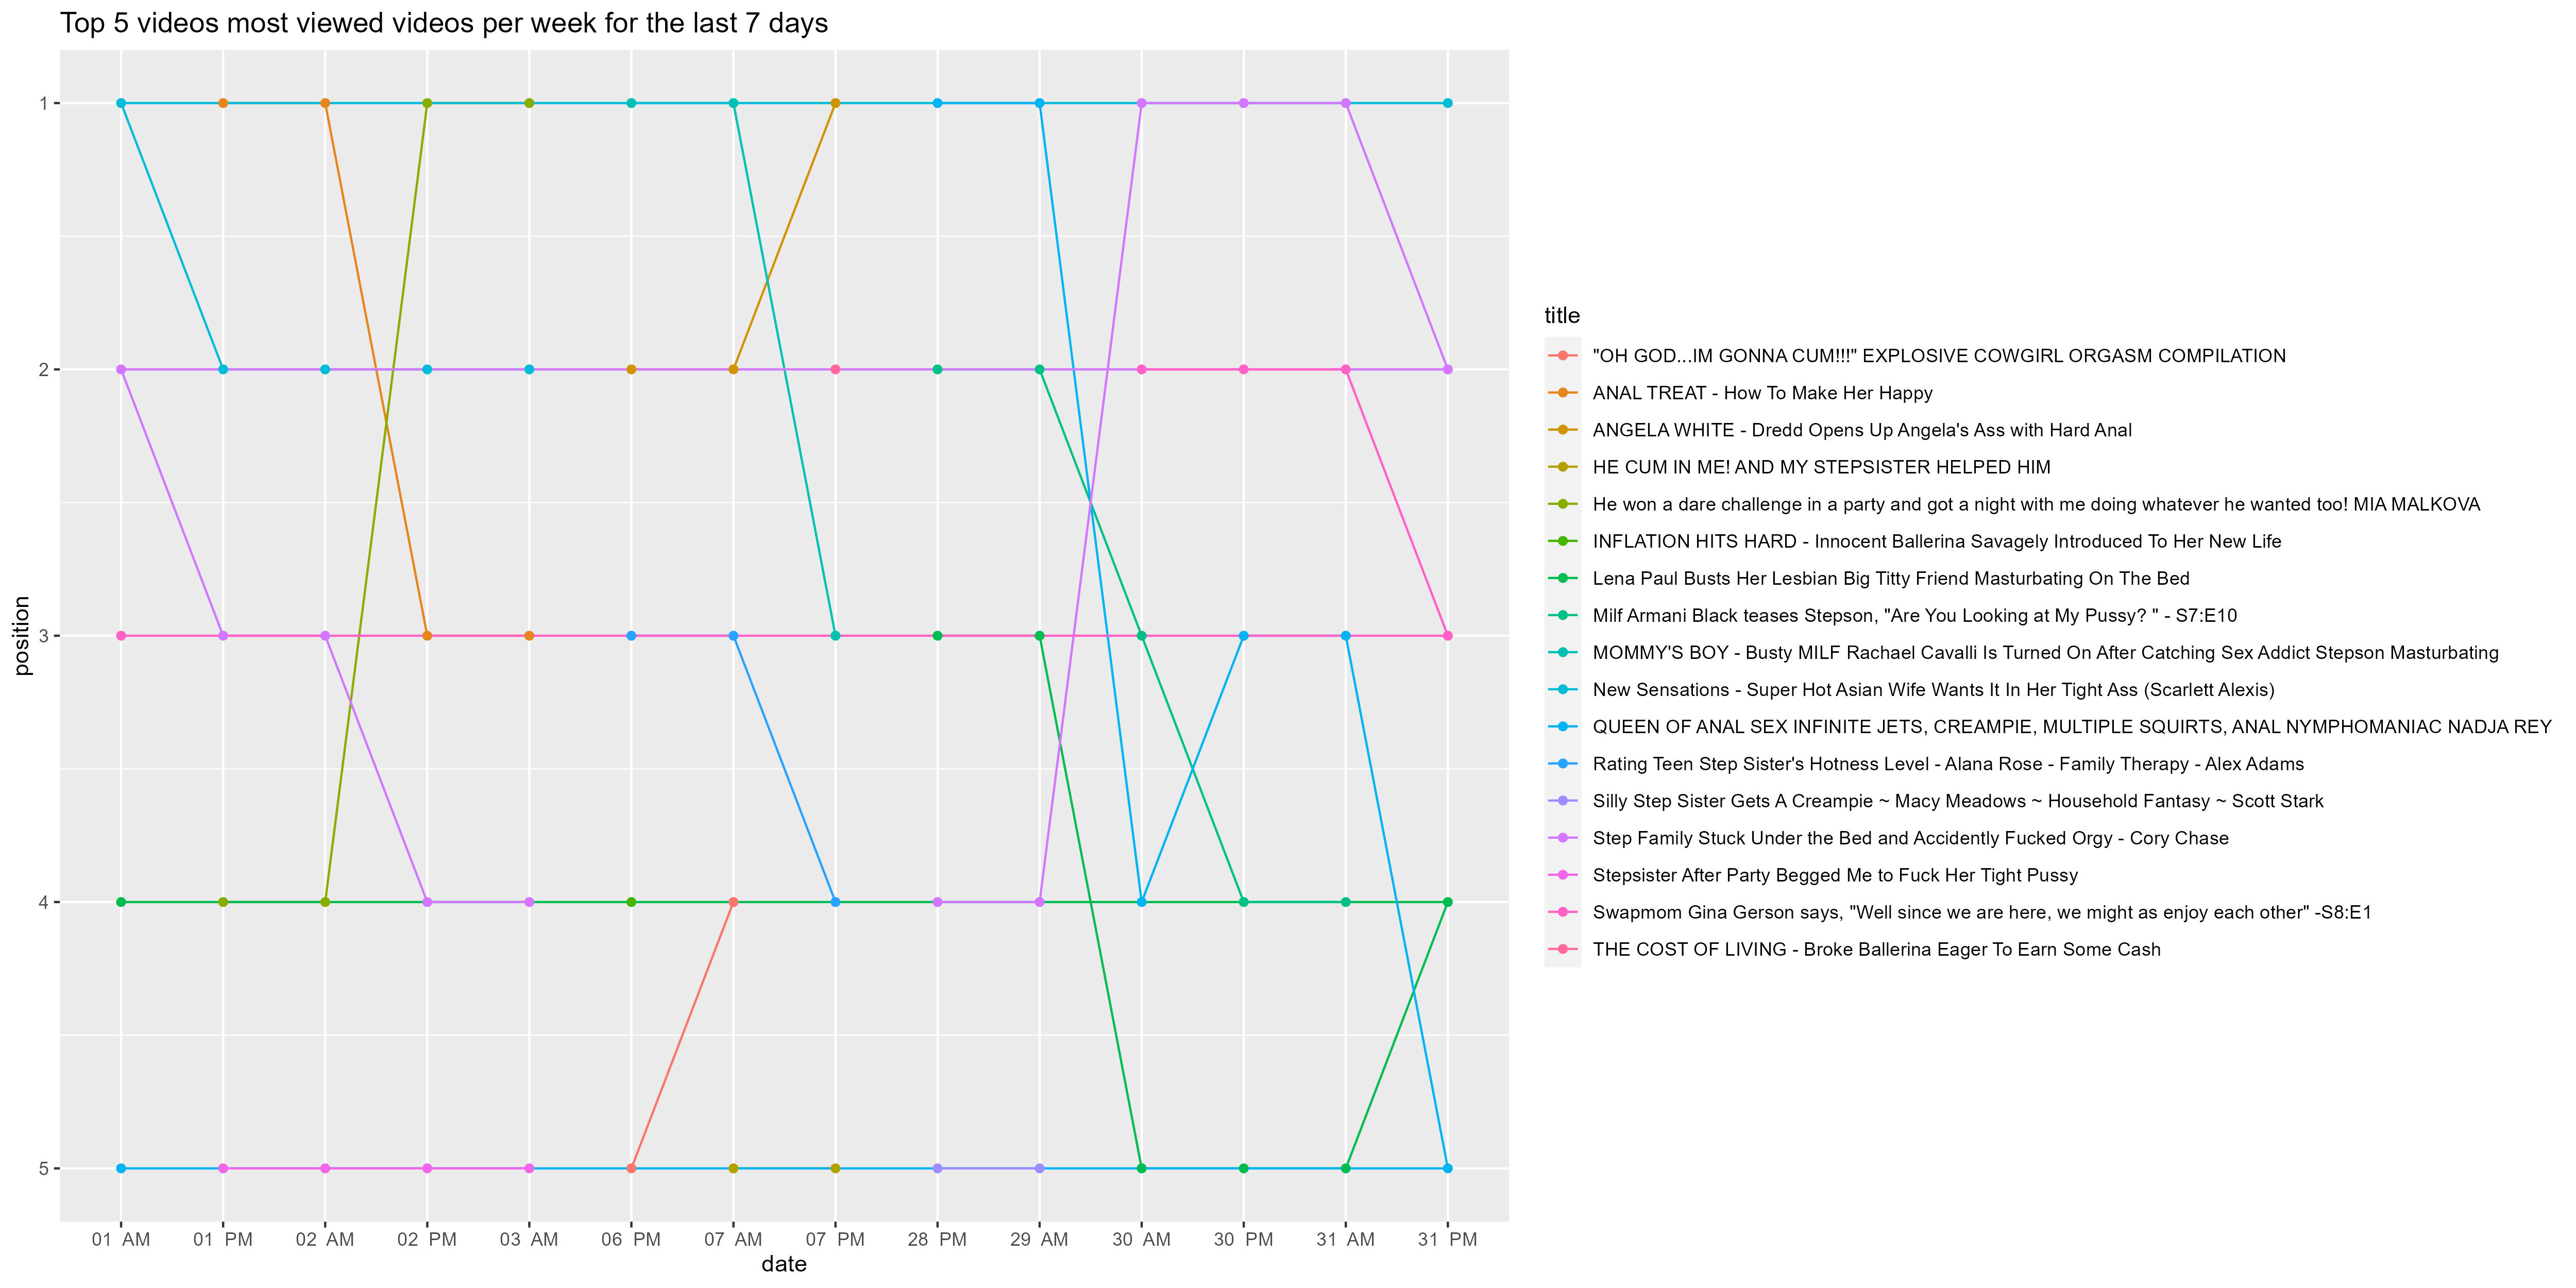 Top 5 videos most viewed videos per week for the last 7 days
position
1
2
3
4
5
01 AM 01 PM 02 AM 02 PM 03 AM 06 PM 07 AM 07 PM 28 PM 29 AM 30 AM 30 PM 31 AM 31 PM
date
title
"OH GOD...IM GONNA CUM!!!" EXPLOSIVE COWGIRL ORGASM COMPILATION
ANAL TREAT - How To Make Her Happy
ANGELA WHITE - Dredd Opens Up Angela's Ass with Hard Anal
HE CUM IN ME! AND MY STEPSISTER HELPED HIM
He won a dare challenge in a party and got a night with me doing whatever he wanted too! MIA MALKOVA
INFLATION HITS HARD - Innocent Ballerina Savagely Introduced To Her New Life
Lena Paul Busts Her Lesbian Big Titty Friend Masturbating On The Bed
Milf Armani Black teases Stepson, "Are You Looking at My Pussy? " - S7:E10
MOMMY'S BOY - Busty MILF Rachael Cavalli Is Turned On After Catching Sex Addict Stepson Masturbating
New Sensations - Super Hot Asian Wife Wants It In Her Tight Ass (Scarlett Alexis)
QUEEN OF ANAL SEX INFINITE JETS, CREAMPIE, MULTIPLE SQUIRTS, ANAL NYMPHOMANIAC NADJA REY
Rating Teen Step Sister's Hotness Level - Alana Rose - Family Therapy - Alex Adams
Silly Step Sister Gets A Creampie ~ Macy Meadows ~ Household Fantasy ~ Scott Stark
Step Family Stuck Under the Bed and Accidently Fucked Orgy - Cory Chase
Stepsister After Party Begged Me to Fuck Her Tight Pussy
Swapmom Gina Gerson says, "Well since we are here, we might as enjoy each other" -S8:E1
THE COST OF LIVING - Broke Ballerina Eager To Earn Some Cash